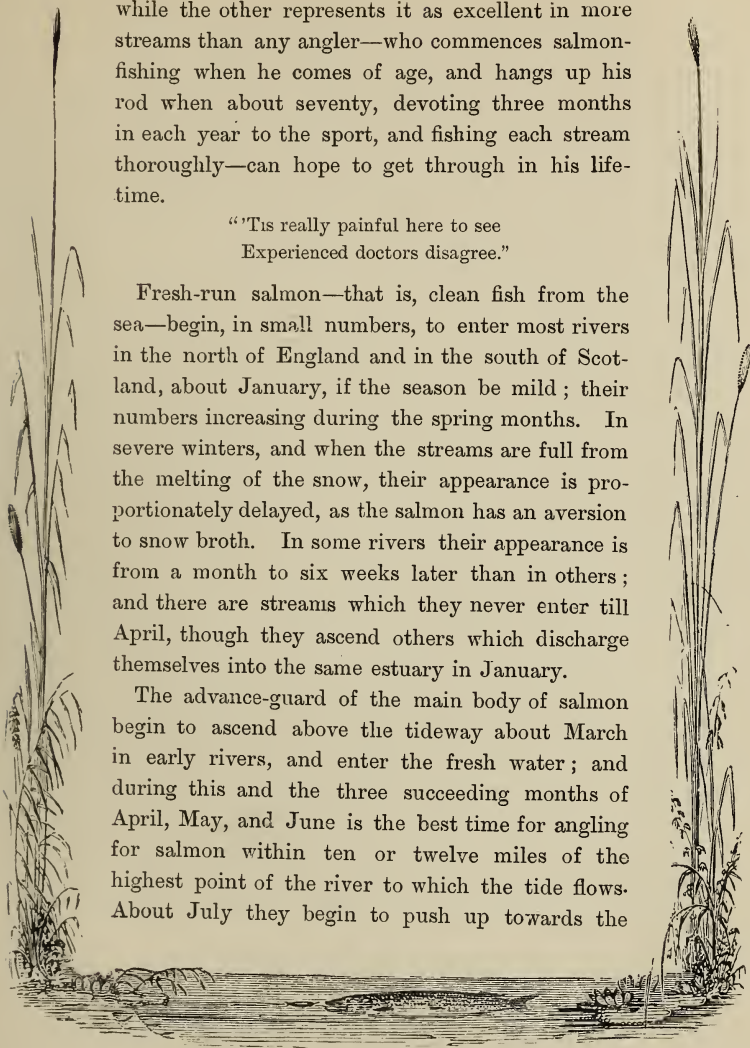 while the other represents it as excellent in more
streams than any angler—who commences salmon-
fishing when he comes of age, and hangs up his
rod when about seventy, devoting three months
in each year to the sport, and fishing each stream
thoroughly—can hope to get through in his life-
time.
“ 'Tis really painful here to see
Experienced doctors disagree.”
Fresh-run salmon—that is, clean fish from the
sea—begin, in small numbers, to enter most rivers
in the north of England and in the south of Scot-
land, about January, if the season be mild ; their
numbers increasing during the spring months. In
severe winters, and when the streams are full from
the melting of the snow, their appearance is pro-
portionately delayed, as the salmon has an aversion
to snow broth. In some rivers their appearance is
from a month to six weeks later than in others ;
and there are streams which they never enter till
April, though they ascend others which discharge
themselves into the same estuary in January.
The advance-guard of the main body of salmon
begin to ascend above the tideway about March
in early rivers, and enter the fresh water ; and
during this and the three succeeding months of
April, May, and June is the best time for angling
for salmon within ten or twelve miles of the
highest point of the river to which the tide flows.
About July they begin to push up towards the